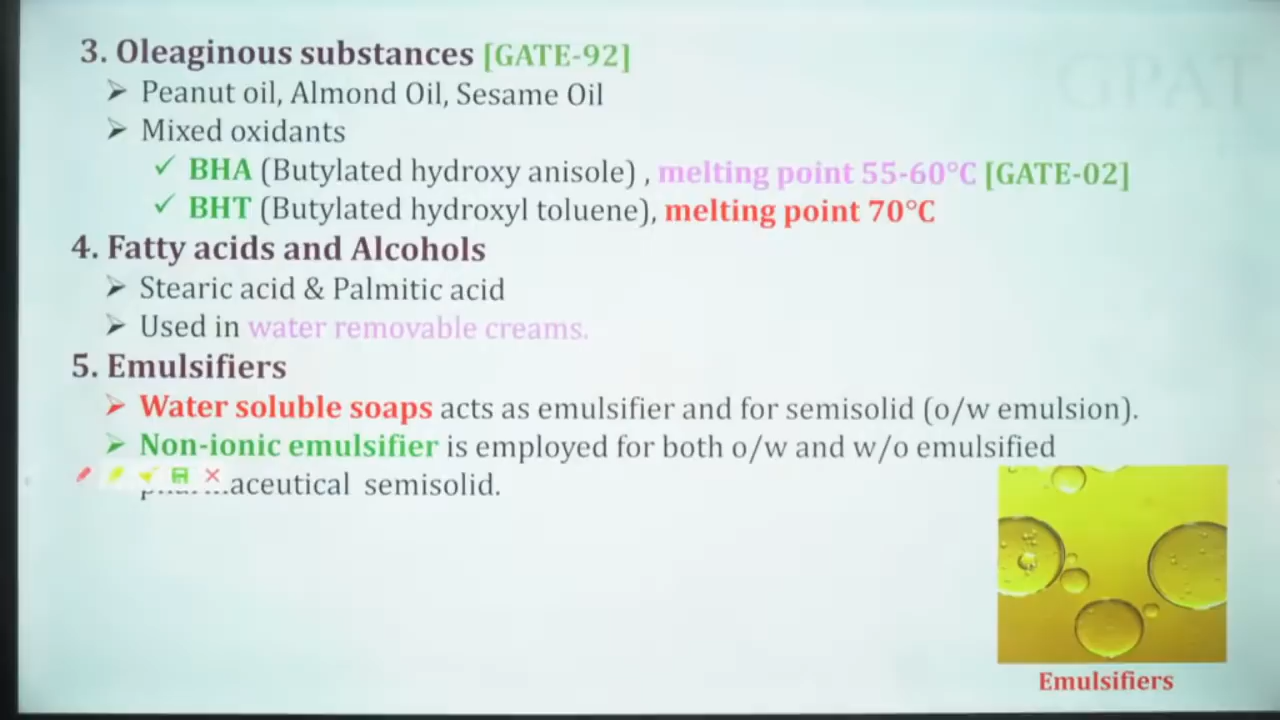 GPAT
3. Oleaginous substances [GATE-92]
➢ Peanut oil, Almond Oil, Sesame Oil
➢ Mixed oxidants
✓ BHA (Butylated hydroxy anisole) , melting point 55-60°C [GATE-02]
✓ BHT (Butylated hydroxyl toluene), melting point 70°C
4. Fatty acids and Alcohols
➢ Stearic acid & Palmitic acid
➢ Used in water removable creams.
5. Emulsifiers
➢ Water soluble soaps acts as emulsifier and for semisolid (o/w emulsion).
➢ Non-ionic emulsifier is employed for both o/w and w/o emulsified
semisolid.
Emulsifiers